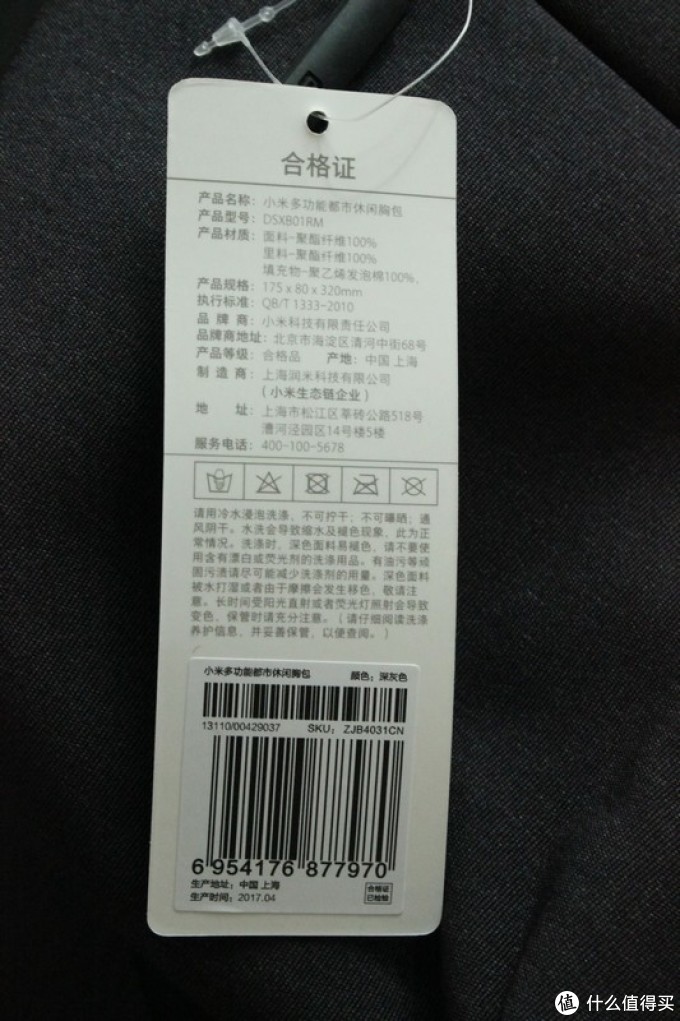 合格证
产品名称: 小米多功能都市休闲胸包
产品型号: DSXB01RM
产品材质: 面料-聚酯纤维100%
里料-聚酯纤维100%
填充物-聚乙烯发泡棉100%、
产品规格: 175 x 80 x 320mm
执行标准: QB/T 1333-2010
品 牌 商: 小米科技有限责任公司
品牌商地址: 北京市海淀区清河中街68号
产品等级: 合格品 产地: 中国 上海
制 造 商: 上海润米科技有限公司
( 小米生态链企业 )
地 址: 上海市松江区莘砖公路518号
漕河泾园区14号楼5楼
服务电话: 400-100-5678
请用冷水浸泡洗涤，不可拧干；不可曝晒；通
风阴干。水洗会导致缩水及褪色现象，此为正
常情况。洗涤时，深色面料易褪色，请不要使
用含有漂白或荧光剂的洗涤用品。有油污等顽
固污渍请尽可能减少洗涤剂的用量。深色面料
被水打湿或者由于摩擦会发生移色，敬请注
意。长时间受阳光直射或者荧光灯照射会导致
变色，保管时请充分注意。（请仔细阅读洗涤
养护信息，并妥善保管，以便查阅。）
小米多功能都市休闲胸包 颜色：深灰色
13110/00429037 SKU: ZJB4031CN
6 954176 877970
生产地址：中国 上海
生产时间：2017.04
合格证
已检验
值 什么值得买